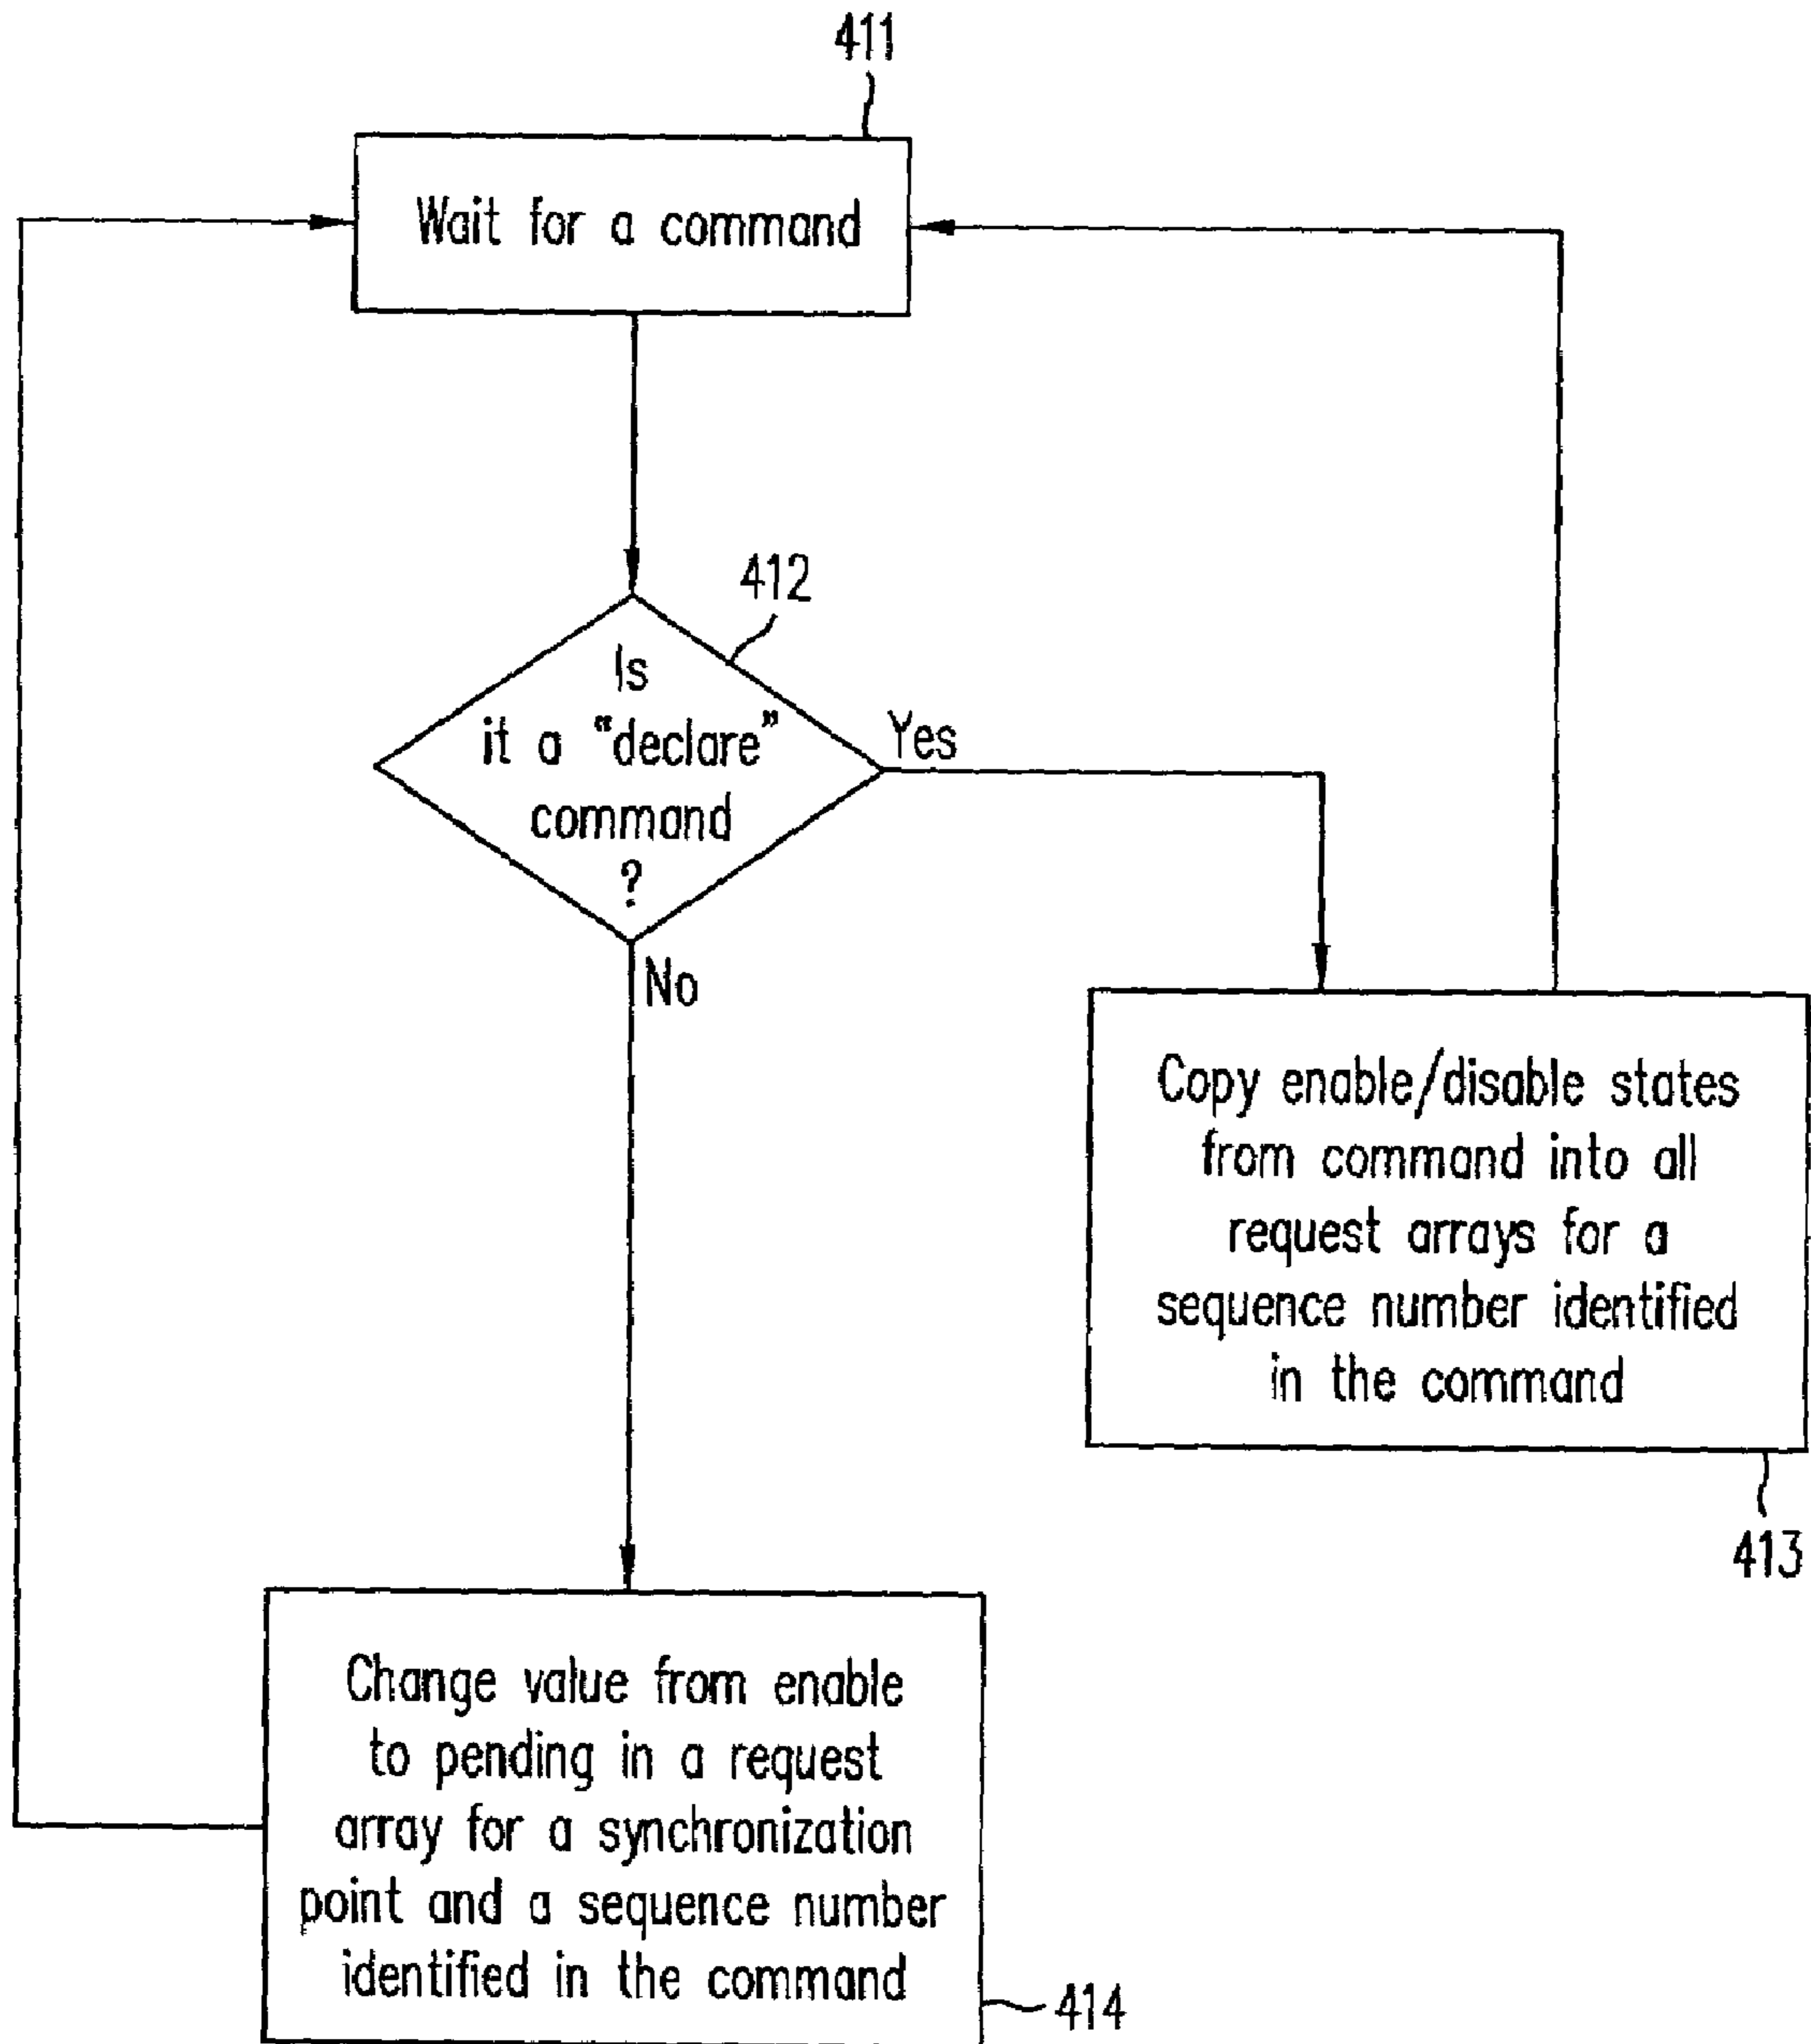 411
Wait for a command
412
Is
it a “declare”
command
?
Yes
No
Copy enable/disable states
from command into all
request arrays for a
sequence number identified
in the command
413
Change value from enable
to pending in a request
array for a synchronization
point and a sequence number
identified in the command
414